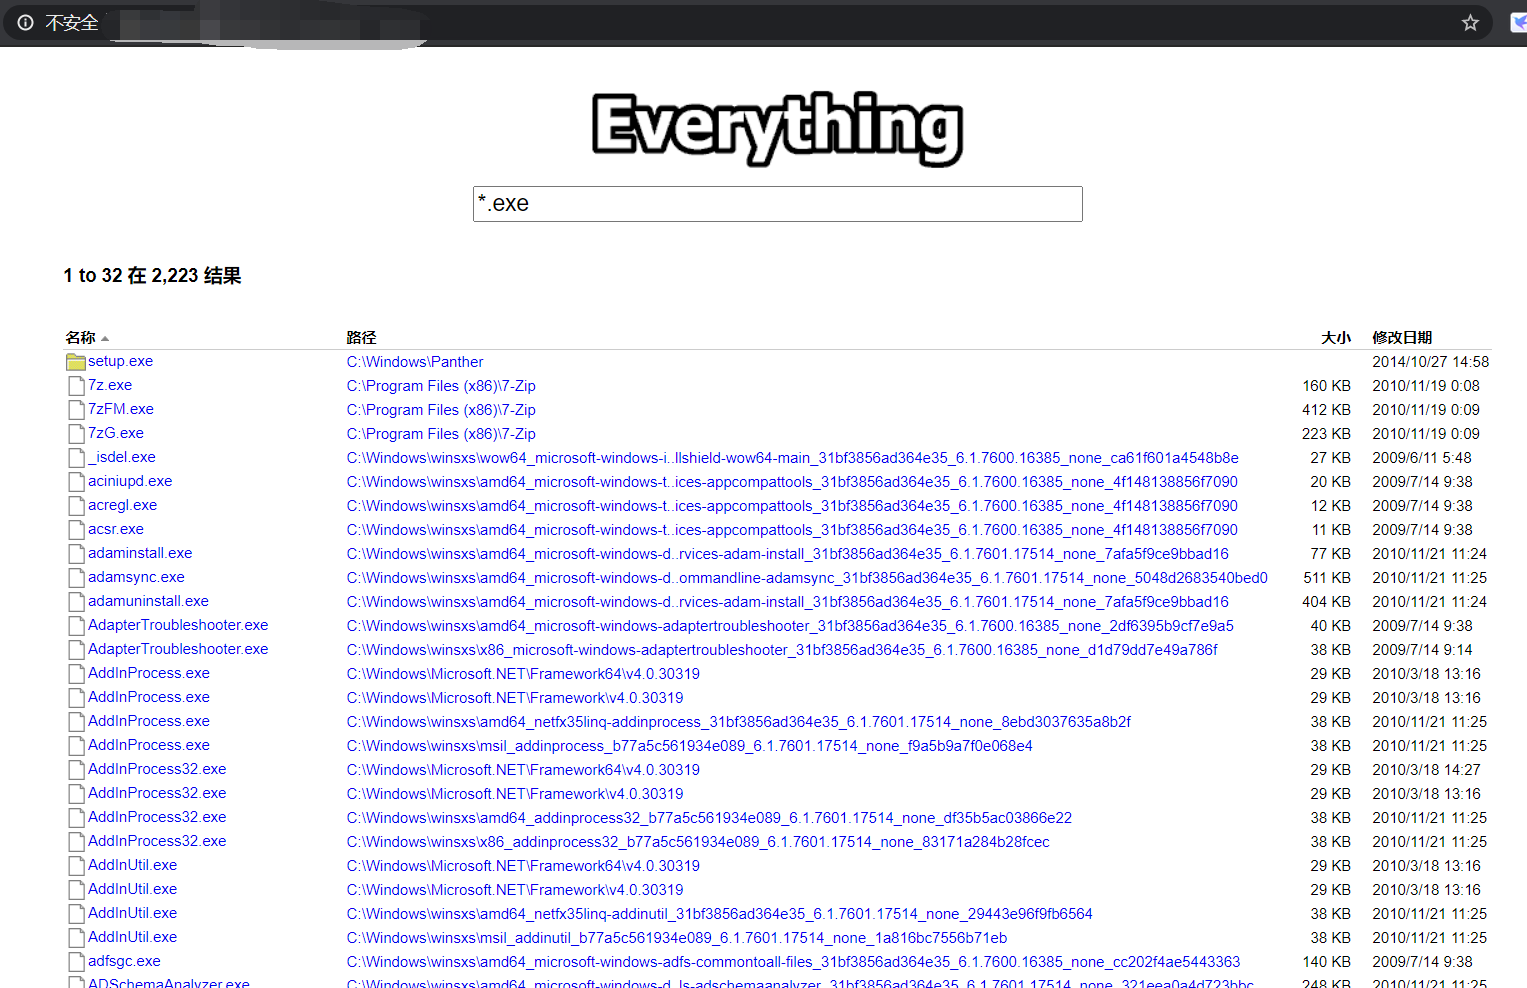 不安全
Everything
*.exe
1 to 32 在 2,223 结果
名称 路径 大小 修改日期
setup.exe C:\Windows\Panther 2014/10/27 14:58
7z.exe C:\Program Files (x86)\7-Zip 160 KB 2010/11/19 0:08
7zFM.exe C:\Program Files (x86)\7-Zip 412 KB 2010/11/19 0:09
7zG.exe C:\Program Files (x86)\7-Zip 223 KB 2010/11/19 0:09
_isdel.exe C:\Windows\winsxs\wow64_microsoft-windows-i..llshield-wow64-main_31bf3856ad364e35_6.1.7600.16385_none_ca61f601a4548b8e 27 KB 2009/6/11 5:48
aciniupd.exe C:\Windows\winsxs\amd64_microsoft-windows-t..ices-appcompattools_31bf3856ad364e35_6.1.7600.16385_none_4f148138856f7090 20 KB 2009/7/14 9:38
acregl.exe C:\Windows\winsxs\amd64_microsoft-windows-t..ices-appcompattools_31bf3856ad364e35_6.1.7600.16385_none_4f148138856f7090 12 KB 2009/7/14 9:38
acsr.exe C:\Windows\winsxs\amd64_microsoft-windows-t..ices-appcompattools_31bf3856ad364e35_6.1.7600.16385_none_4f148138856f7090 11 KB 2009/7/14 9:38
adaminstall.exe C:\Windows\winsxs\amd64_microsoft-windows-d..rvices-adam-install_31bf3856ad364e35_6.1.7601.17514_none_7afa5f9ce9bbad16 77 KB 2010/11/21 11:24
adamsync.exe C:\Windows\winsxs\amd64_microsoft-windows-d..ommandline-adamsync_31bf3856ad364e35_6.1.7601.17514_none_5048d2683540bed0 511 KB 2010/11/21 11:25
adamuninstall.exe C:\Windows\winsxs\amd64_microsoft-windows-d..rvices-adam-install_31bf3856ad364e35_6.1.7601.17514_none_7afa5f9ce9bbad16 404 KB 2010/11/21 11:24
AdapterTroubleshooter.exe C:\Windows\winsxs\amd64_microsoft-windows-adaptertroubleshooter_31bf3856ad364e35_6.1.7600.16385_none_2df6395b9cf7e9a5 40 KB 2009/7/14 9:38
AdapterTroubleshooter.exe C:\Windows\winsxs\x86_microsoft-windows-adaptertroubleshooter_31bf3856ad364e35_6.1.7600.16385_none_d1d79dd7e49a786f 38 KB 2009/7/14 9:14
AddInProcess.exe C:\Windows\Microsoft.NET\Framework64\v4.0.30319 29 KB 2010/3/18 13:16
AddInProcess.exe C:\Windows\Microsoft.NET\Framework\v4.0.30319 29 KB 2010/3/18 13:16
AddInProcess.exe C:\Windows\winsxs\amd64_netfx35linq-addinprocess_31bf3856ad364e35_6.1.7601.17514_none_8ebd3037635a8b2f 38 KB 2010/11/21 11:25
AddInProcess.exe C:\Windows\winsxs\msil_addinprocess_b77a5c561934e089_6.1.7601.17514_none_f9a5b9a7f0e068e4 38 KB 2010/11/21 11:25
AddInProcess32.exe C:\Windows\Microsoft.NET\Framework64\v4.0.30319 29 KB 2010/3/18 14:27
AddInProcess32.exe C:\Windows\Microsoft.NET\Framework\v4.0.30319 29 KB 2010/3/18 13:16
AddInProcess32.exe C:\Windows\winsxs\amd64_addinprocess32_b77a5c561934e089_6.1.7601.17514_none_df35b5ac03866e22 38 KB 2010/11/21 11:25
AddInProcess32.exe C:\Windows\winsxs\x86_addinprocess32_b77a5c561934e089_6.1.7601.17514_none_83171a284b28fcec 38 KB 2010/11/21 11:25
AddInUtil.exe C:\Windows\Microsoft.NET\Framework64\v4.0.30319 29 KB 2010/3/18 13:16
AddInUtil.exe C:\Windows\Microsoft.NET\Framework\v4.0.30319 29 KB 2010/3/18 13:16
AddInUtil.exe C:\Windows\winsxs\amd64_netfx35linq-addinutil_31bf3856ad364e35_6.1.7601.17514_none_29443e96f9fb6564 38 KB 2010/11/21 11:25
AddInUtil.exe C:\Windows\winsxs\msil_addinutil_b77a5c561934e089_6.1.7601.17514_none_1a816bc7556b71eb 38 KB 2010/11/21 11:25
adfsgc.exe C:\Windows\winsxs\amd64_microsoft-windows-adfs-commontoall-files_31bf3856ad364e35_6.1.7600.16385_none_cc202f4ae5443363 140 KB 2009/7/14 9:38
ADSchemaAnalyzer.exe C:\Windows\winsxs\amd64_microsoft-windows-d..ls-adschemaanalyzer_31bf3856ad364e35_6.1.7601.17514_none_321eea0a4d723bbc 248 KB 2010/11/21 11:25